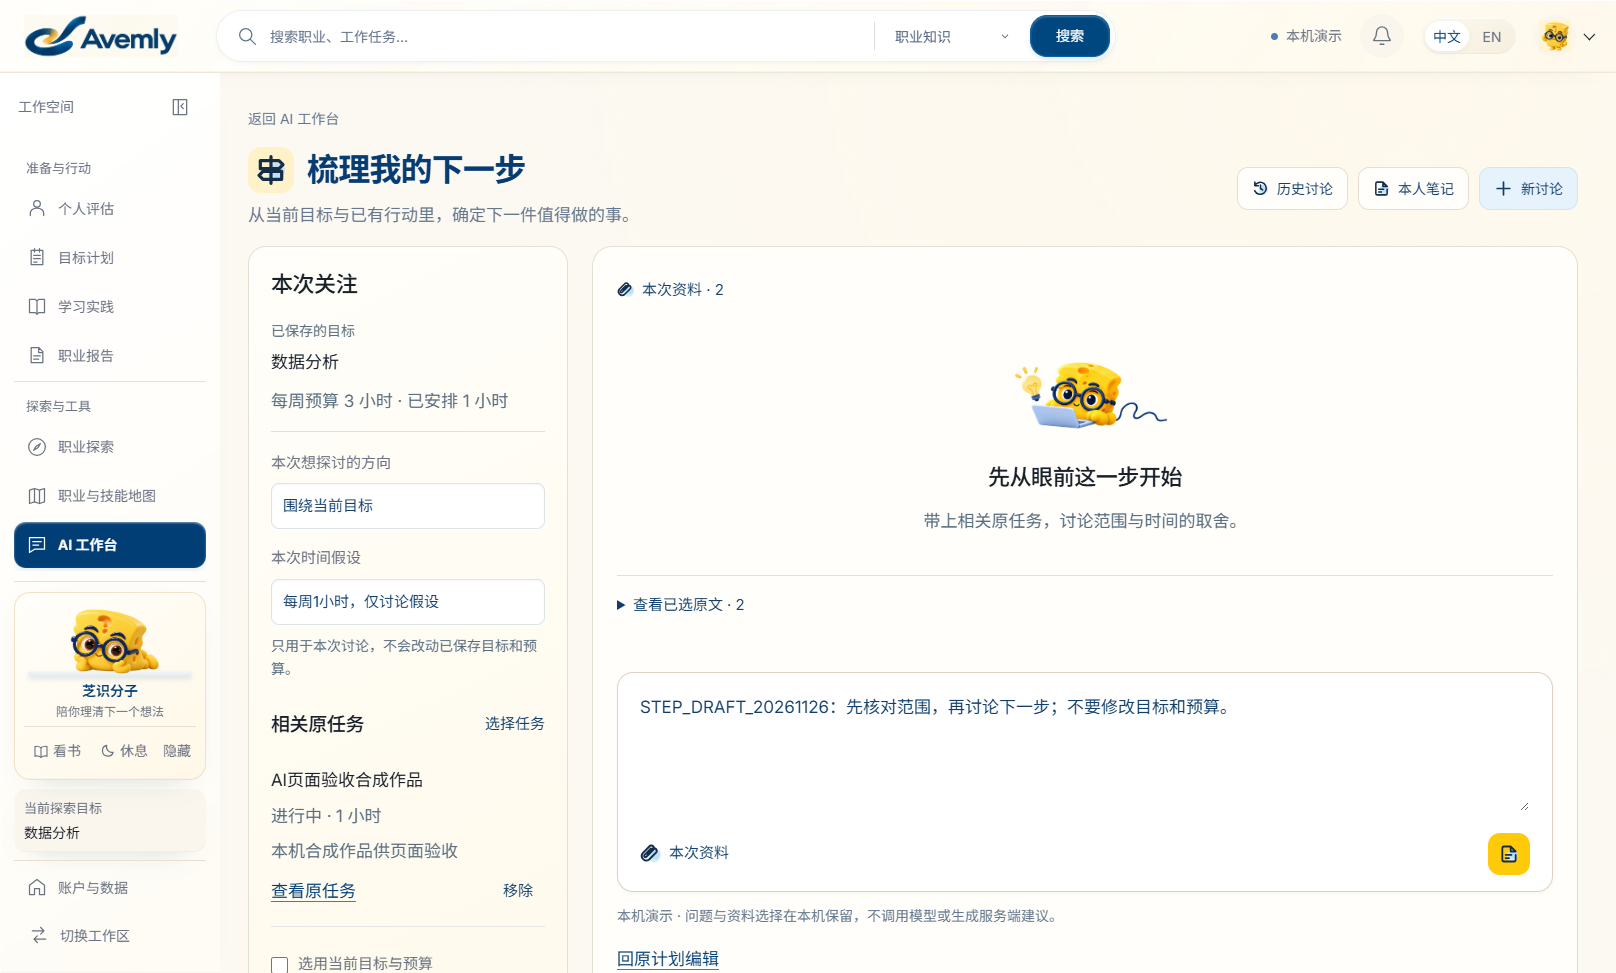 Avemly
搜索职业、工作任务...
职业知识
搜索
本机演示
中文
EN
工作空间
准备与行动
个人评估
目标计划
学习实践
职业报告
探索与工具
职业探索
职业与技能地图
AI 工作台
芝识分子
陪你理清下一个想法
看书
休息
隐藏
当前探索目标
数据分析
账户与数据
切换工作区
返回 AI 工作台
梳理我的下一步
从当前目标与已有行动里，确定下一件值得做的事。
历史讨论
本人笔记
新讨论
本次关注
已保存的目标
数据分析
每周预算 3 小时 · 已安排 1 小时
本次想探讨的方向
围绕当前目标
本次时间假设
每周1小时，仅讨论假设
只用于本次讨论，不会改动已保存目标和预
算。
相关原任务
选择任务
AI页面验收合成作品
进行中 · 1 小时
本机合成作品供页面验收
查看原任务
移除
选用当前目标与预算
本次资料 · 2
先从眼前这一步开始
带上相关原任务，讨论范围与时间的取舍。
查看已选原文 · 2
STEP_DRAFT_20261126：先核对范围，再讨论下一步；不要修改目标和预算。
本次资料
本机演示 · 问题与资料选择在本机保留，不调用模型或生成服务端建议。
回原计划编辑